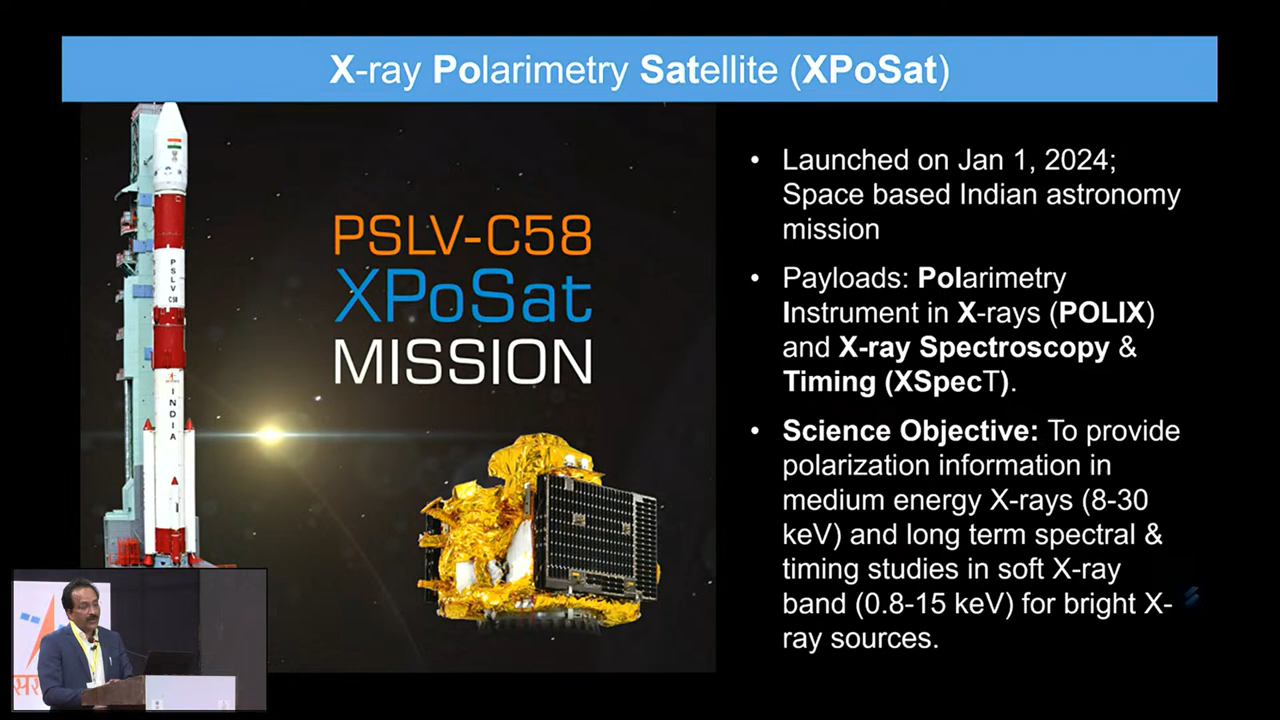 X-ray Polarimetry Satellite (XPoSat)
PSLV-C58
XPoSat
MISSION
PSLV
C58
INDIA
• Launched on Jan 1, 2024;
Space based Indian astronomy
mission
• Payloads: Polarimetry
Instrument in X-rays (POLIX)
and X-ray Spectroscopy &
Timing (XSpecT).
• Science Objective: To provide
polarization information in
medium energy X-rays (8-30
keV) and long term spectral &
timing studies in soft X-ray
band (0.8-15 keV) for bright X-
ray sources.